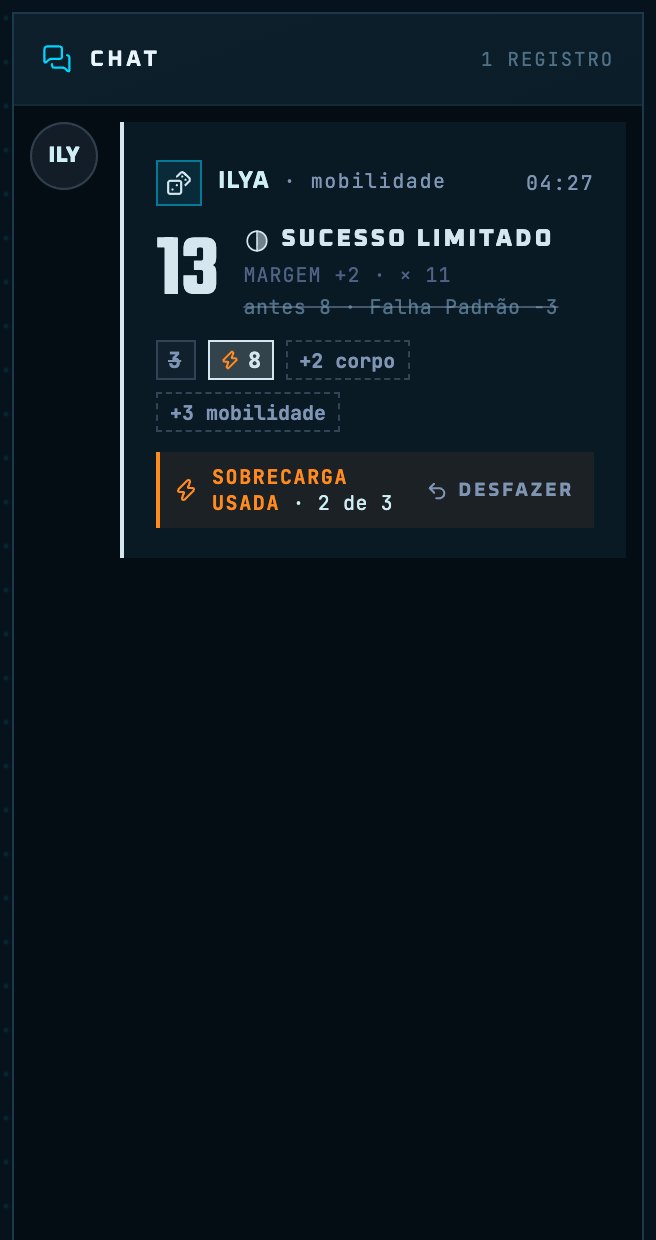 CHAT
1 REGISTRO
ILY
ILYA · mobilidade
04:27
13
SUCESSO LIMITADO
MARGEM +2 · × 11
antes 8 · Falha Padrão -3
3
8
+2 corpo
+3 mobilidade
SOBRECARGA
USADA · 2 de 3
DESFAZER